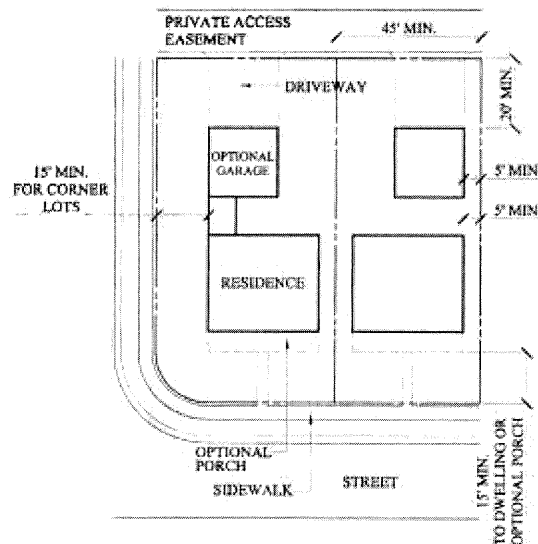 PRIVATE ACCESS
EASEMENT
45' MIN.
DRIVEWAY
20' MIN.
OPTIONAL
GARAGE
15' MIN.
FOR CORNER
LOTS
5' MIN
5' MIN
RESIDENCE
OPTIONAL
PORCH
SIDEWALK
STREET
15' MIN.
TO DWELLING OR
OPTIONAL PORCH